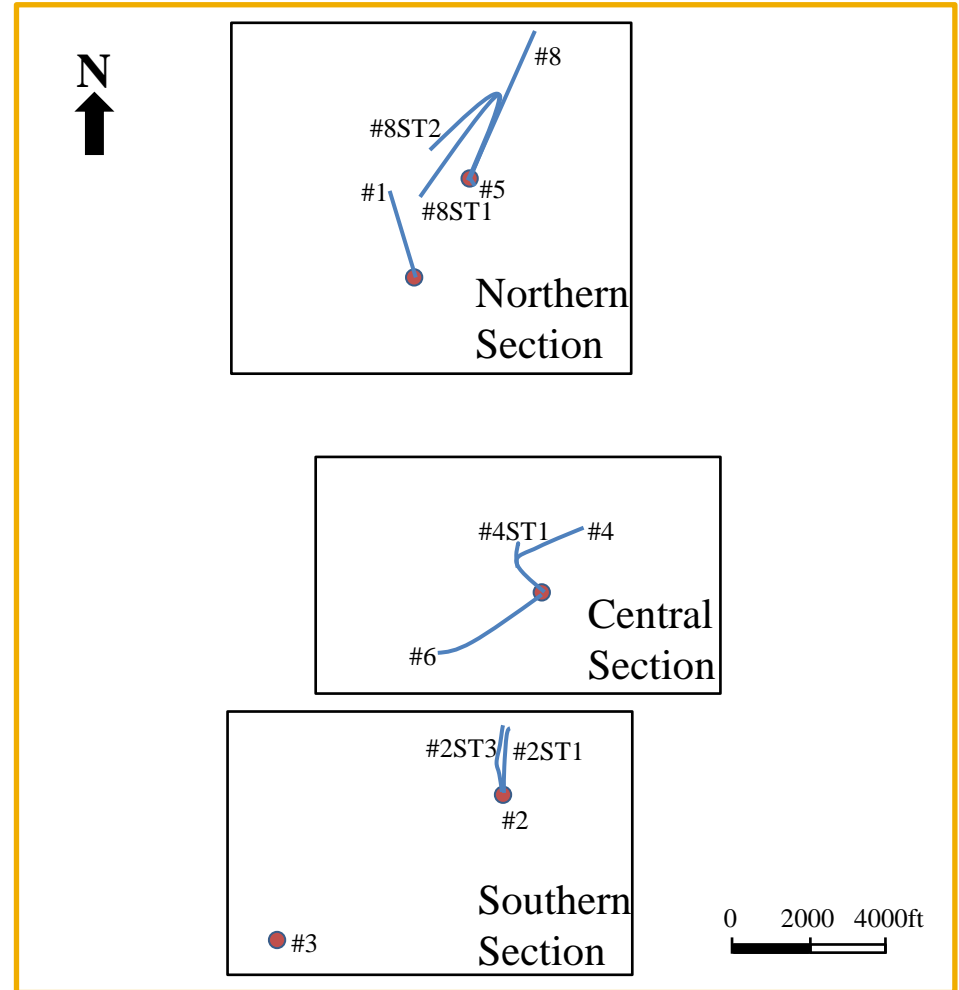 N
#8
#8ST2
#1
#5
#8ST1
Northern
Section
#4ST1
#4
#6
Central
Section
#2ST3
#2ST1
#2
#3
Southern
Section
0 2000 4000ft